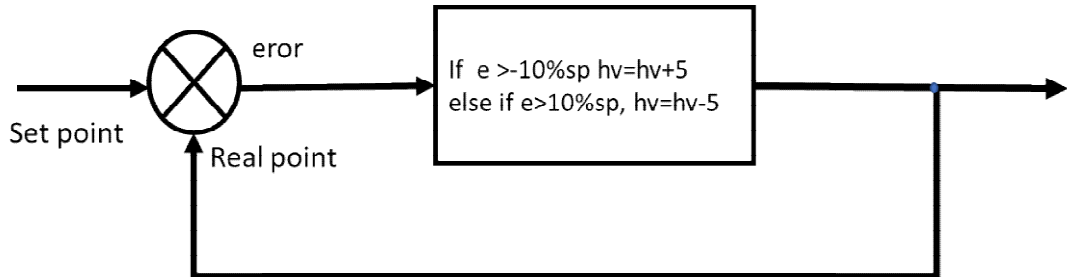 eror
If e >-10%sp hv=hv+5
else if e>10%sp, hv=hv-5
Set point
Real point